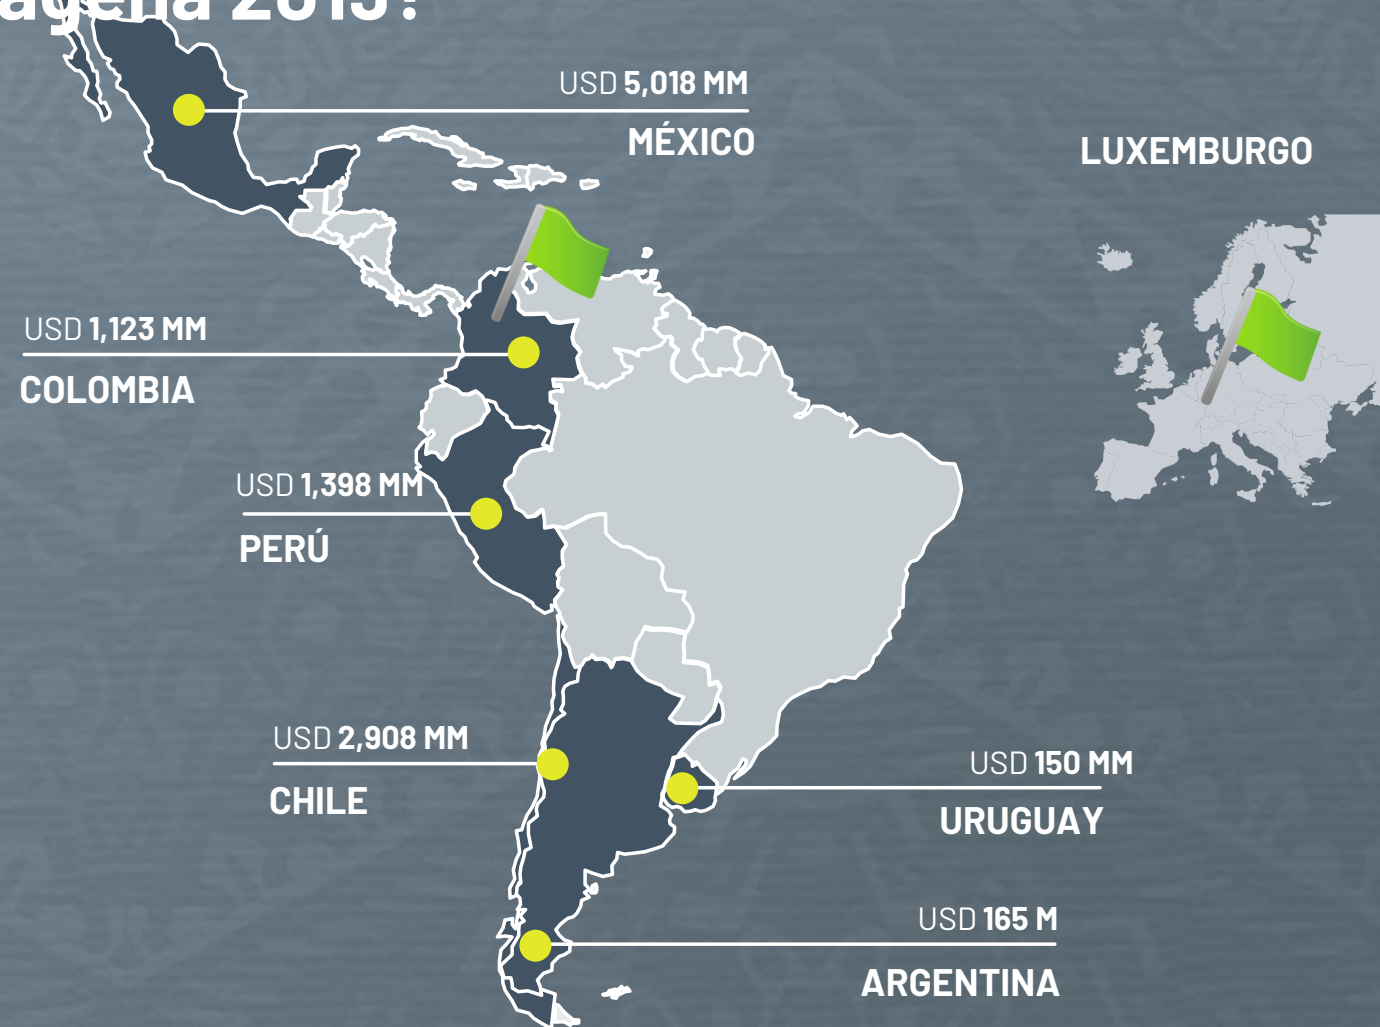 USD 5,018 MM
MÉXICO
LUXEMBURGO
USD 1,123 MM
COLOMBIA
USD 1,398 MM
PERÚ
USD 2,908 MM
CHILE
USD 150 MM
URUGUAY
USD 165 M
ARGENTINA